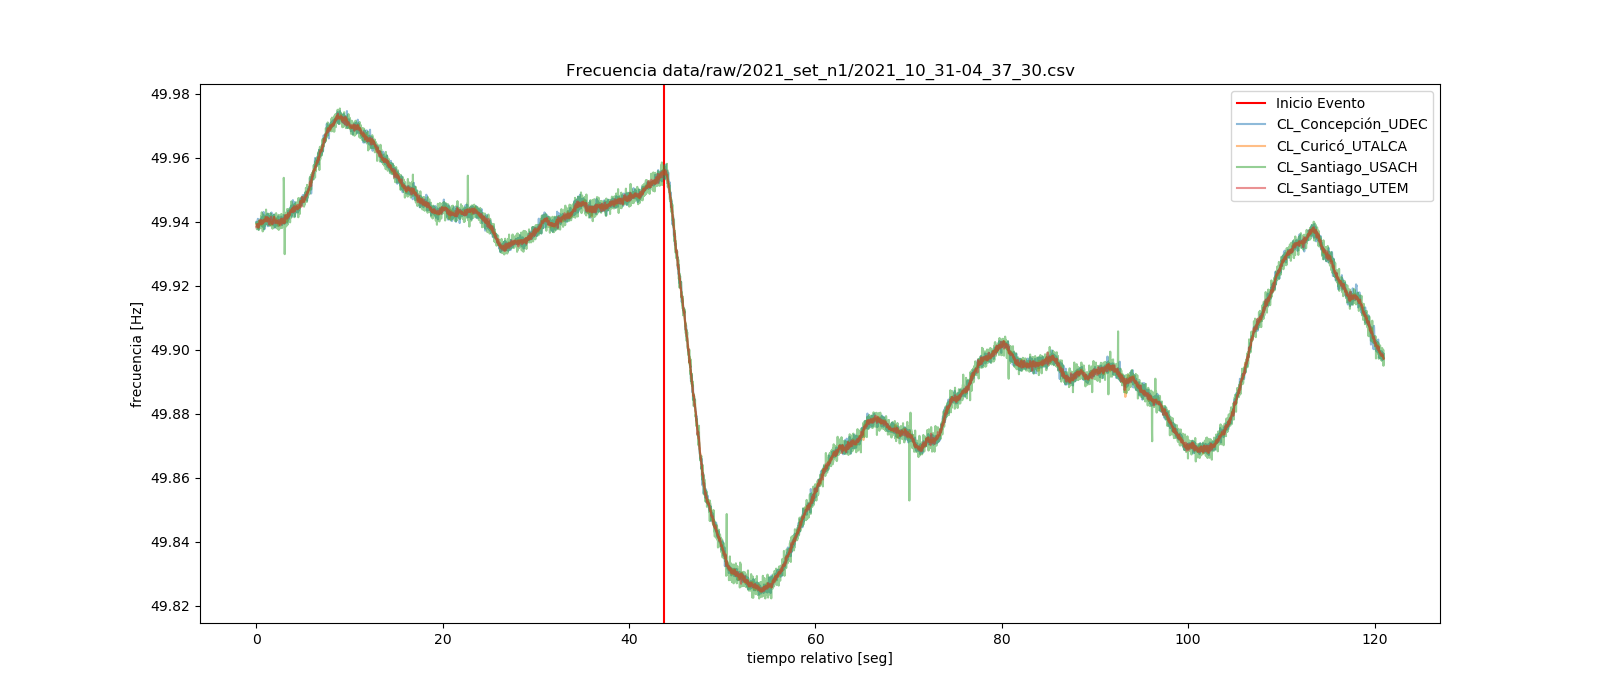 Frecuencia data/raw/2021_set_n1/2021_10_31-04_37_30.csv
Inicio Evento
CL_Concepción_UDEC
CL_Curicó_UTALCA
CL_Santiago_USACH
CL_Santiago_UTEM
frecuencia [Hz]
49.98
49.96
49.94
49.92
49.90
49.88
49.86
49.84
49.82
0 20 40 60 80 100 120
tiempo relativo [seg]